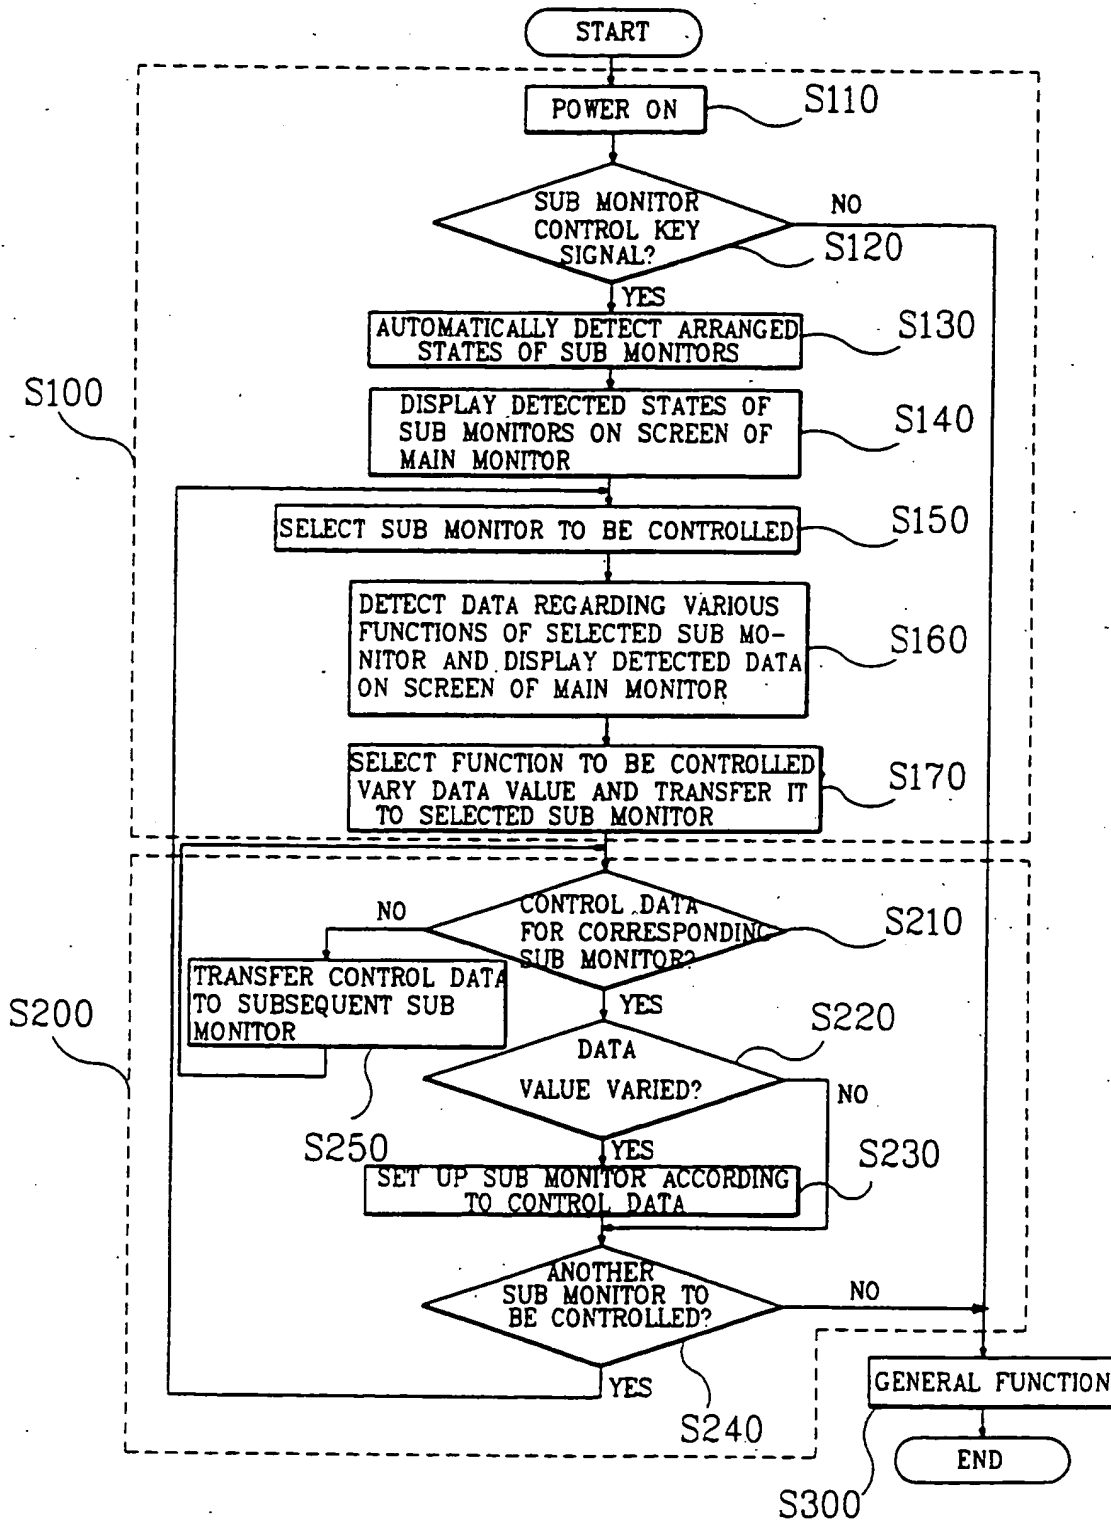 START
POWER ON
S110
SUB MONITOR
CONTROL KEY
SIGNAL?
NO
S120
YES
AUTOMATICALLY DETECT ARRANGED
STATES OF SUB MONITORS
S130
S100
DISPLAY DETECTED STATES OF
SUB MONITORS ON SCREEN OF
MAIN MONITOR
S140
SELECT SUB MONITOR TO BE CONTROLLED
S150
DETECT DATA REGARDING VARIOUS
FUNCTIONS OF SELECTED SUB MO-
NITOR AND DISPLAY DETECTED DATA
ON SCREEN OF MAIN MONITOR
S160
SELECT FUNCTION TO BE CONTROLLED
VARY DATA VALUE AND TRANSFER IT
TO SELECTED SUB MONITOR
S170
NO
CONTROL DATA
FOR CORRESPONDING
SUB MONITOR?
S210
TRANSFER CONTROL DATA
TO SUBSEQUENT SUB
MONITOR
YES
S200
S220
DATA
VALUE VARIED?
NO
S250
YES
S230
SET UP SUB MONITOR ACCORDING
TO CONTROL DATA
ANOTHER
SUB MONITOR TO
BE CONTROLLED?
NO
YES
S240
GENERAL FUNCTION
END
S300